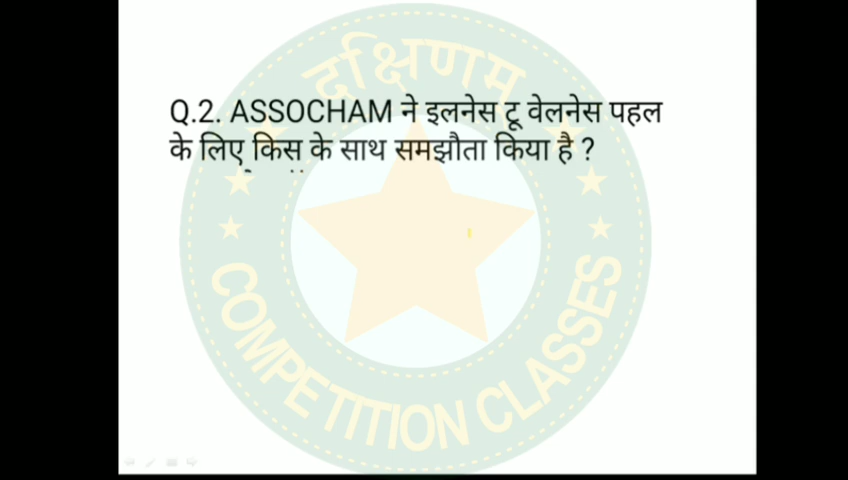 दक्षिणम
Q.2. ASSOCHAM ने इलनेस टू वेलनेस पहल
के लिए किस के साथ समझौता किया है ?
COMPETITION CLASSES